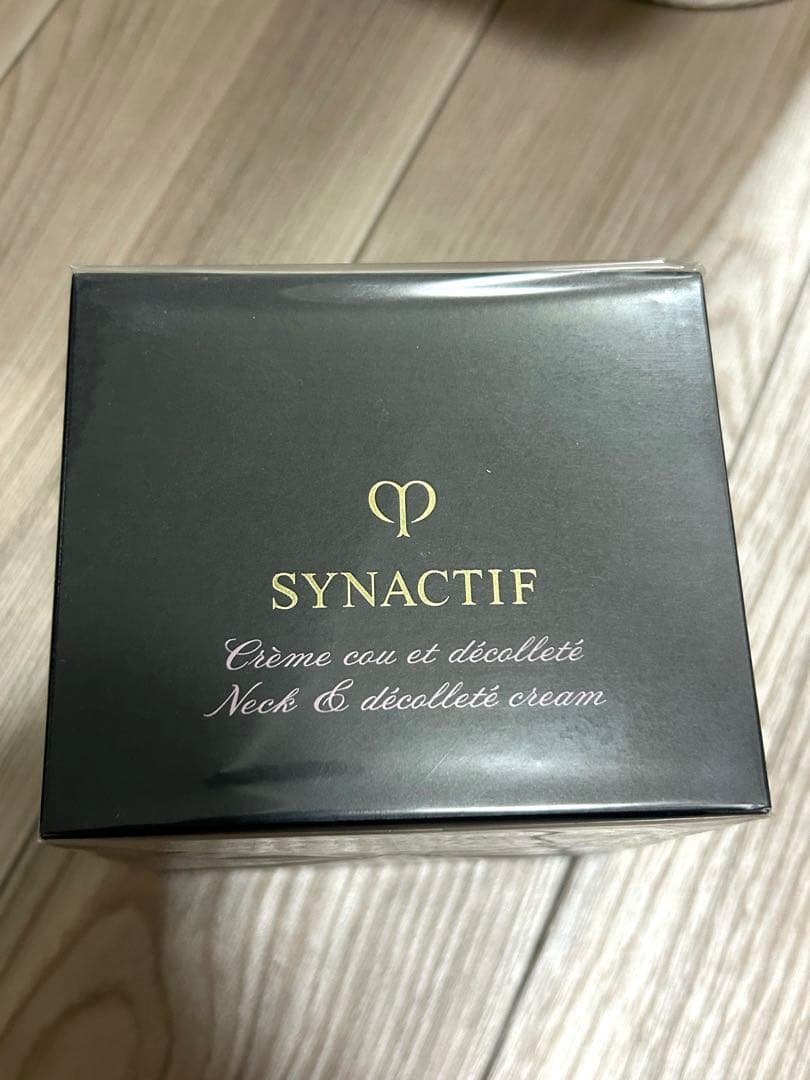 SYNACTIF
Crème cou et décolleté
Neck & décolleté cream